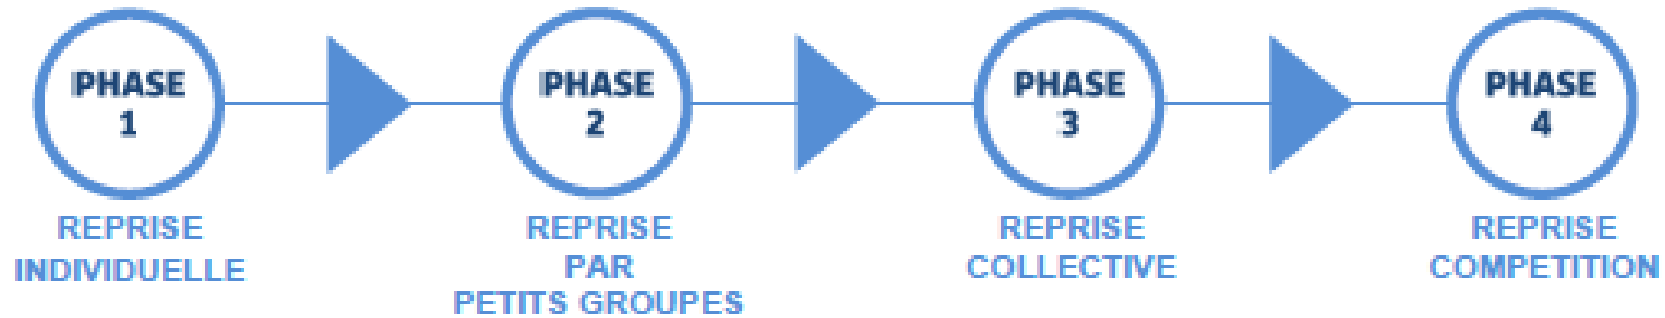 PHASE
1
REPRISE
INDIVIDUELLE
PHASE
2
REPRISE
PAR
PETITS GROUPES
PHASE
3
REPRISE
COLLECTIVE
PHASE
4
REPRISE
COMPETITION